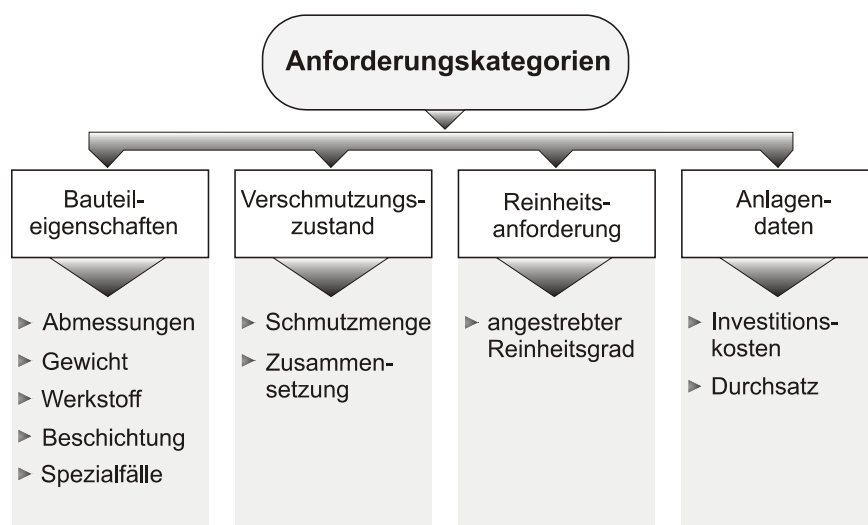 Anforderungskategorien
Bauteil-
eigenschaften
Abmessungen
Gewicht
Werkstoff
Beschichtung
Spezialfälle
Verschmutzungs-
zustand
Schmutzmenge
Zusammen-
setzung
Reinheits-
anforderung
angestrebter
Reinheitsgrad
Anlagen-
daten
Investitions-
kosten
Durchsatz